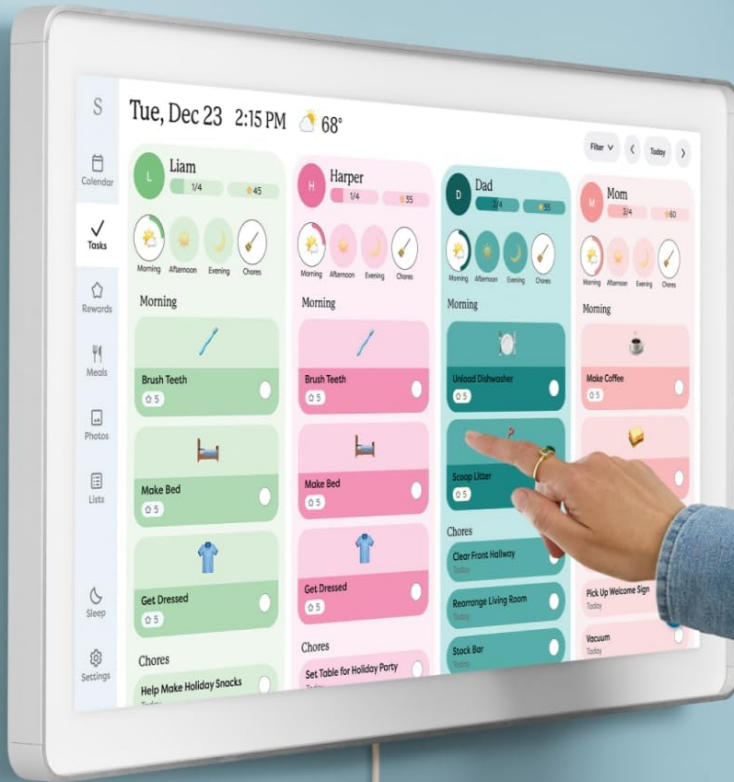 S
Tue, Dec 23 2:15 PM 68°
Filter
Today
Calendar
Tasks
Rewards
Meals
Photos
Lists
Sleep
Settings
L
Liam
1/4
45
Morning Afternoon Evening Chores
Morning
Brush Teeth
5
Make Bed
5
Get Dressed
5
Chores
Help Make Holiday Snacks
Today
H
Harper
1/4
55
Morning Afternoon Evening Chores
Morning
Brush Teeth
5
Make Bed
5
Get Dressed
5
Chores
Set Table for Holiday Party
D
Dad
2/4
55
Morning Afternoon Evening Chores
Morning
Unload Dishwasher
5
Scoop Litter
5
Chores
Clear Front Hallway
Today
Rearrange Living Room
Today
Stock Bar
Today
M
Mom
2/4
60
Morning Afternoon Evening Chores
Morning
Make Coffee
5
Pick Up Welcome Sign
Today
Vacuum
Today